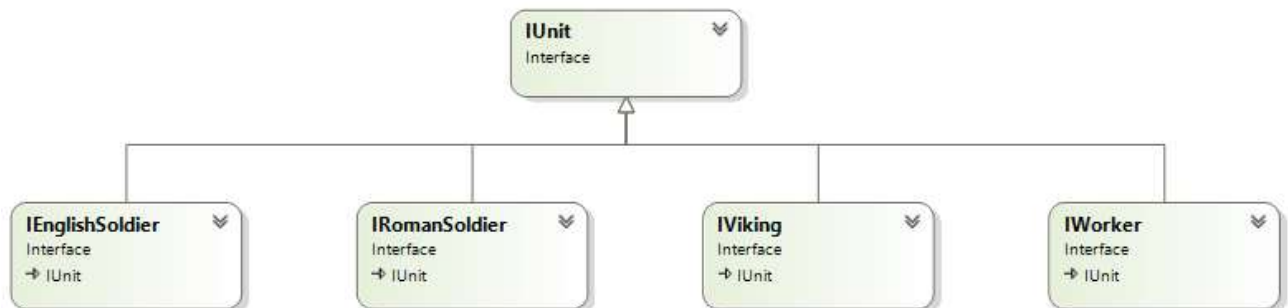 IUnit
Interface
IEnglishSoldier
Interface
IUnit
IRomanSoldier
Interface
IUnit
IViking
Interface
IUnit
IWorker
Interface
IUnit